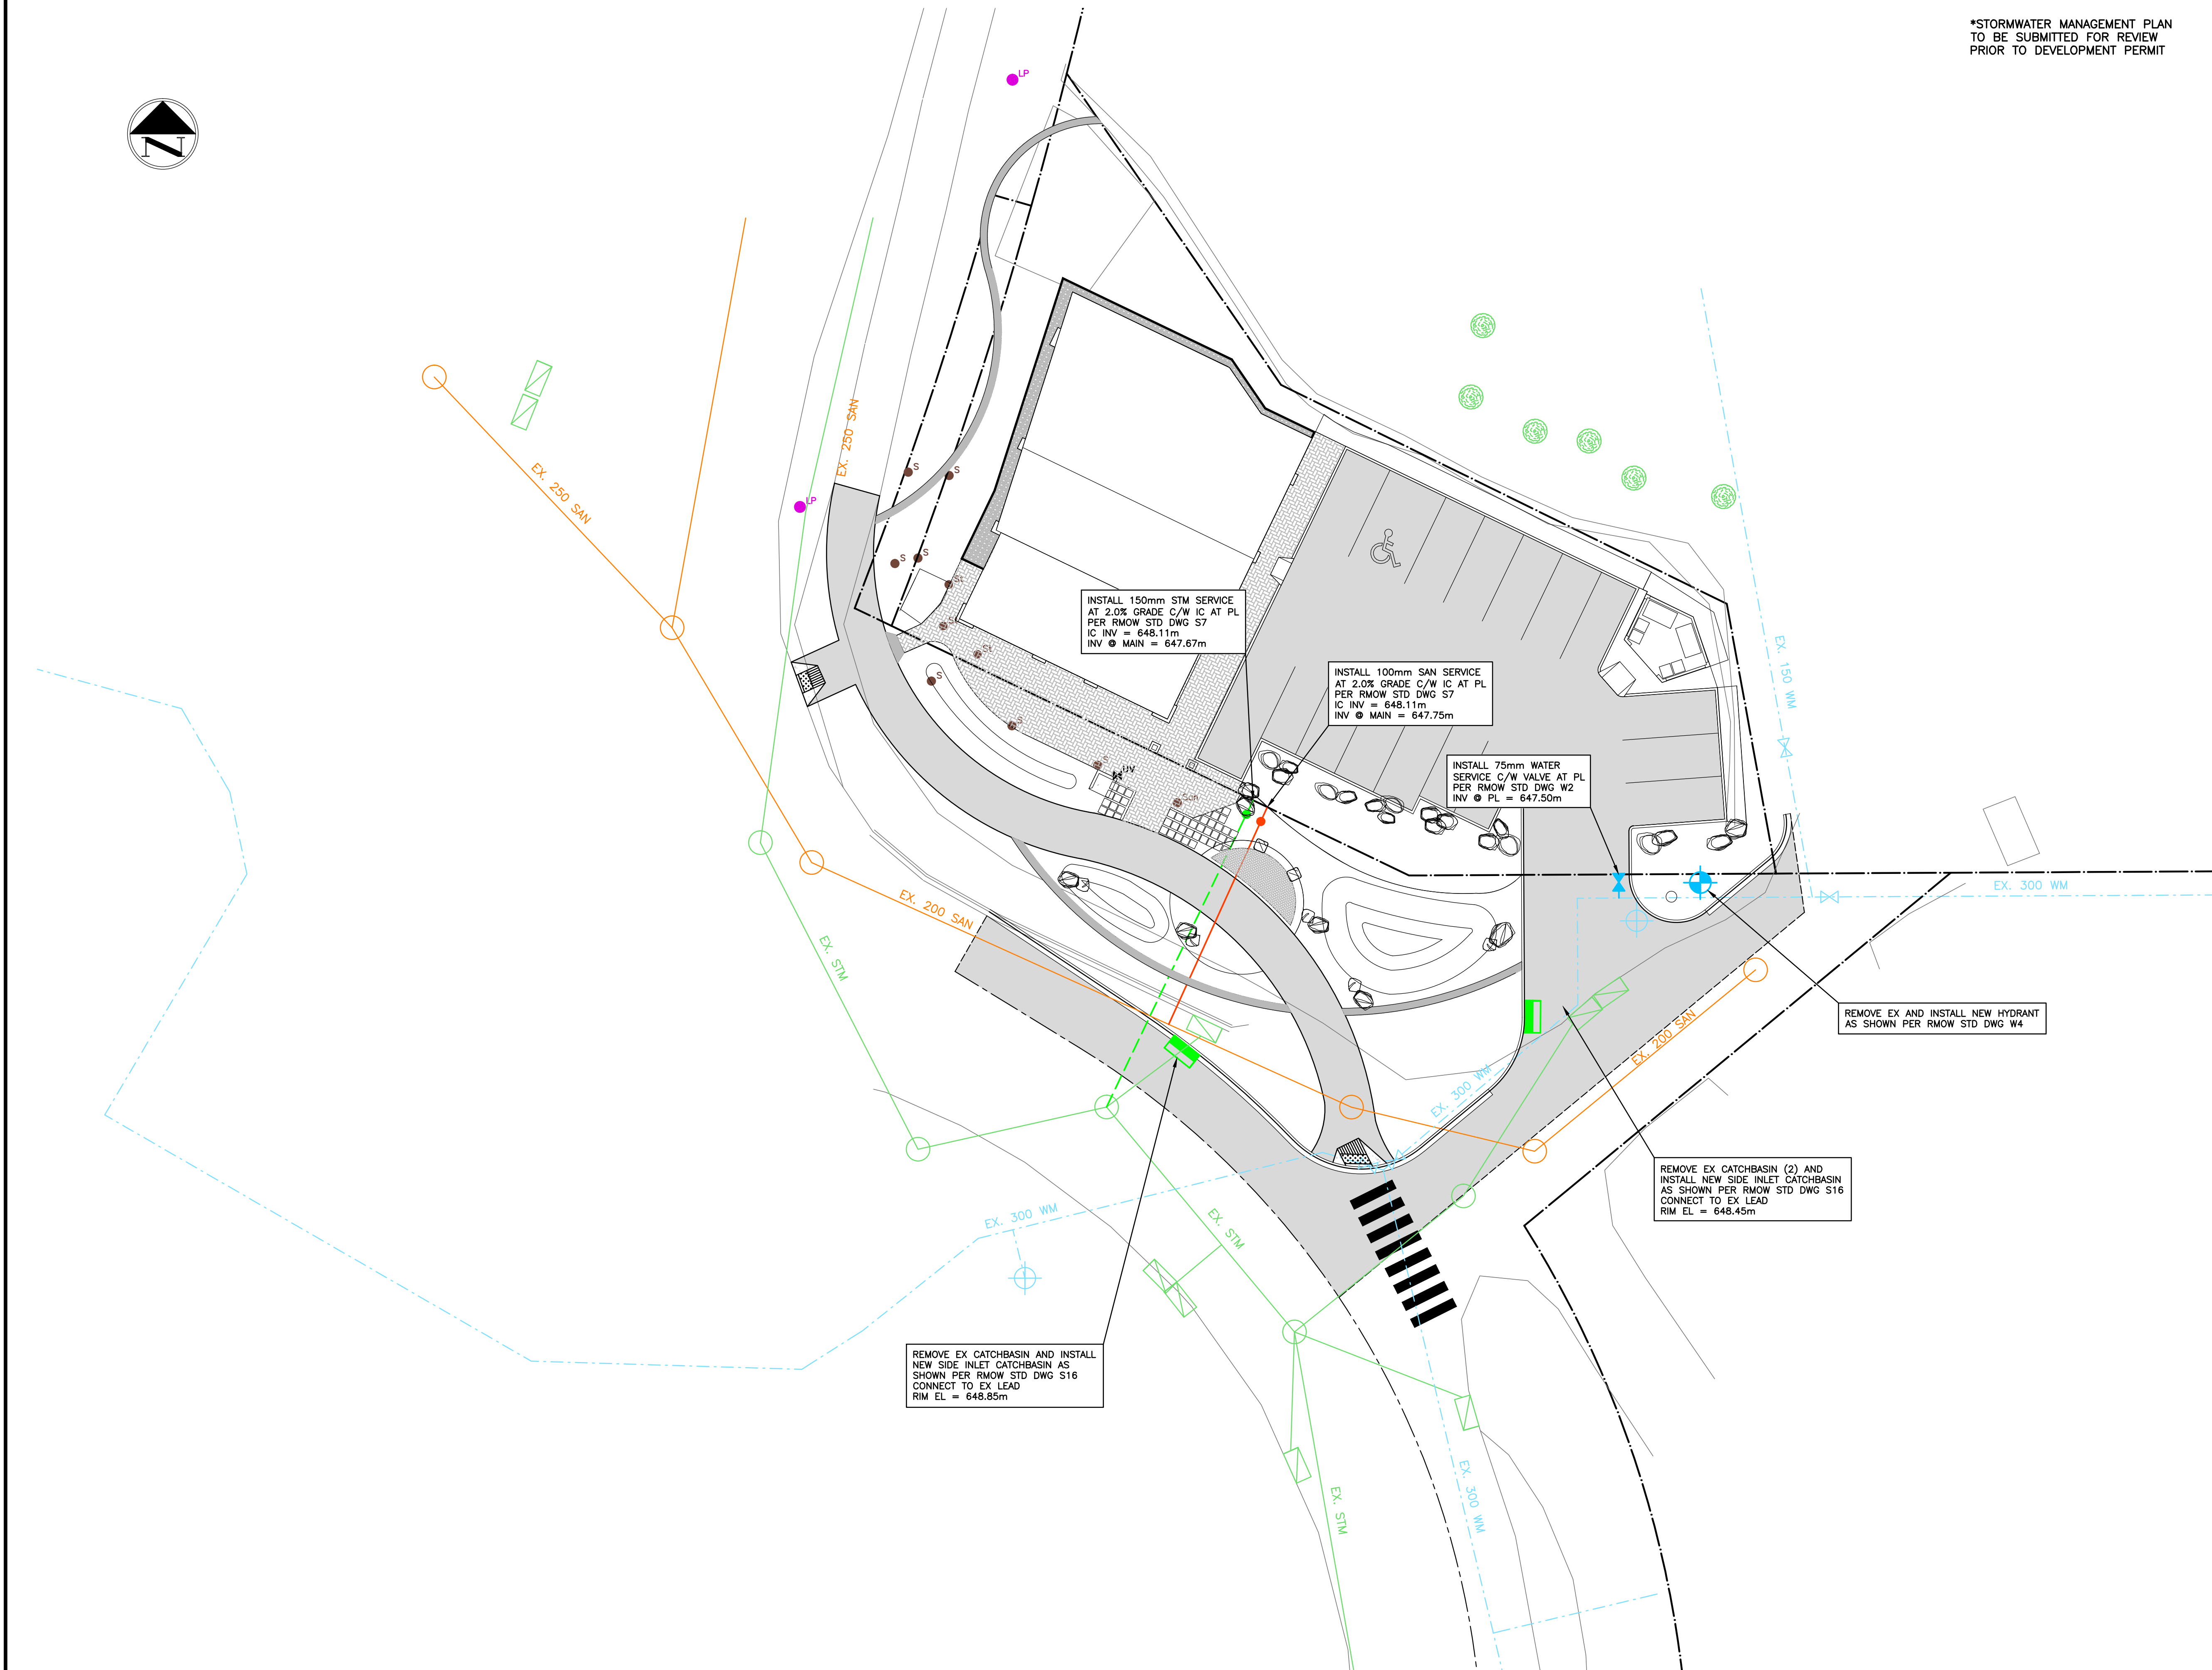 *STORMWATER MANAGEMENT PLAN
TO BE SUBMITTED FOR REVIEW
PRIOR TO DEVELOPMENT PERMIT
LP
N
EX. 250 SAN
EX. 250 SAN
LP
S
S
S
S
St
St
St
S
S
S
UV
San
INSTALL 150mm STM SERVICE
AT 2.0% GRADE C/W IC AT PL
PER RMOW STD DWG S7
IC INV = 648.11m
INV @ MAIN = 647.67m
INSTALL 100mm SAN SERVICE
AT 2.0% GRADE C/W IC AT PL
PER RMOW STD DWG S7
IC INV = 648.11m
INV @ MAIN = 647.75m
EX. 150 WM
INSTALL 75mm WATER
SERVICE C/W VALVE AT PL
PER RMOW STD DWG W2
INV @ PL = 647.50m
EX. 300 WM
EX. 200 SAN
EX. STM
REMOVE EX AND INSTALL NEW HYDRANT
AS SHOWN PER RMOW STD DWG W4
EX. 200 SAN
EX. 300 WM
REMOVE EX CATCHBASIN (2) AND
INSTALL NEW SIDE INLET CATCHBASIN
AS SHOWN PER RMOW STD DWG S16
CONNECT TO EX LEAD
RIM EL = 648.45m
EX. 300 WM
EX. STM
REMOVE EX CATCHBASIN AND INSTALL
NEW SIDE INLET CATCHBASIN AS
SHOWN PER RMOW STD DWG S16
CONNECT TO EX LEAD
RIM EL = 648.85m
EX. 300 WM
EX. STM